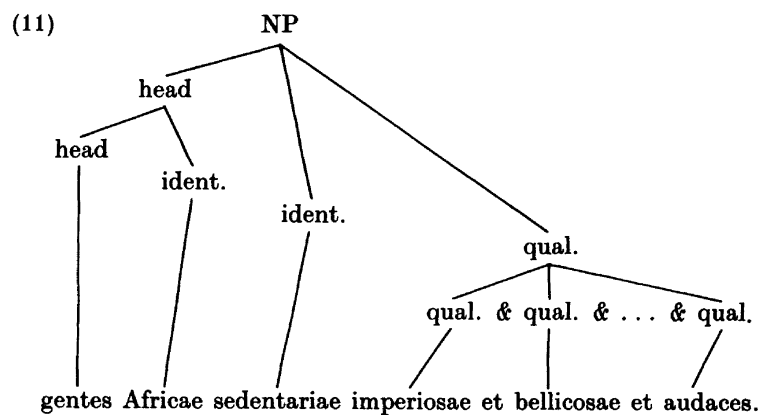 (11) NP
head
head
ident.
ident.
qual.
qual. & qual. & . . . & qual.
gentes Africae sedentariae imperiosae et bellicosae et audaces.